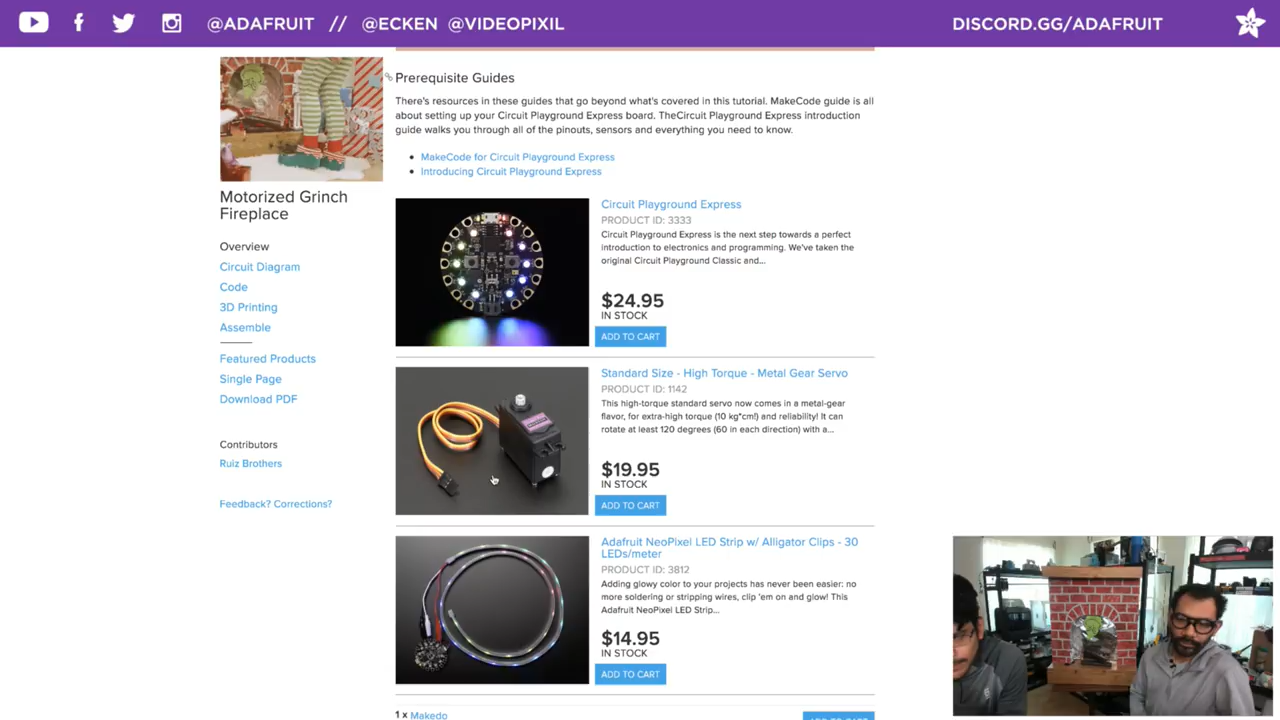 @ADAFRUIT // @ECKEN @VIDEOPIXIL
DISCORD.GG/ADAFRUIT
Motorized Grinch
Fireplace
Overview
Circuit Diagram
Code
3D Printing
Assemble
Featured Products
Single Page
Download PDF
Contributors
Ruiz Brothers
Feedback? Corrections?
Prerequisite Guides
There's resources in these guides that go beyond what's covered in this tutorial. MakeCode guide is all
about setting up your Circuit Playground Express board. TheCircuit Playground Express introduction
guide walks you through all of the pinouts, sensors and everything you need to know.
MakeCode for Circuit Playground Express
Introducing Circuit Playground Express
Circuit Playground Express
PRODUCT ID: 3333
Circuit Playground Express is the next step towards a perfect
introduction to electronics and programming. We've taken the
original Circuit Playground Classic and...
$24.95
IN STOCK
ADD TO CART
Standard Size - High Torque - Metal Gear Servo
PRODUCT ID: 1142
This high-torque standard servo now comes in a metal-gear
flavor, for extra-high torque (10 kg*cm!) and reliability! It can
rotate at least 120 degrees (60 in each direction) with a...
$19.95
IN STOCK
ADD TO CART
Adafruit NeoPixel LED Strip w/ Alligator Clips - 30
LEDs/meter
PRODUCT ID: 3812
Adding glowy color to your projects has never been easier: no
more soldering or stripping wires, clip 'em on and glow! This
Adafruit NeoPixel LED Strip...
$14.95
IN STOCK
ADD TO CART
1 x Makedo
ADD TO CART